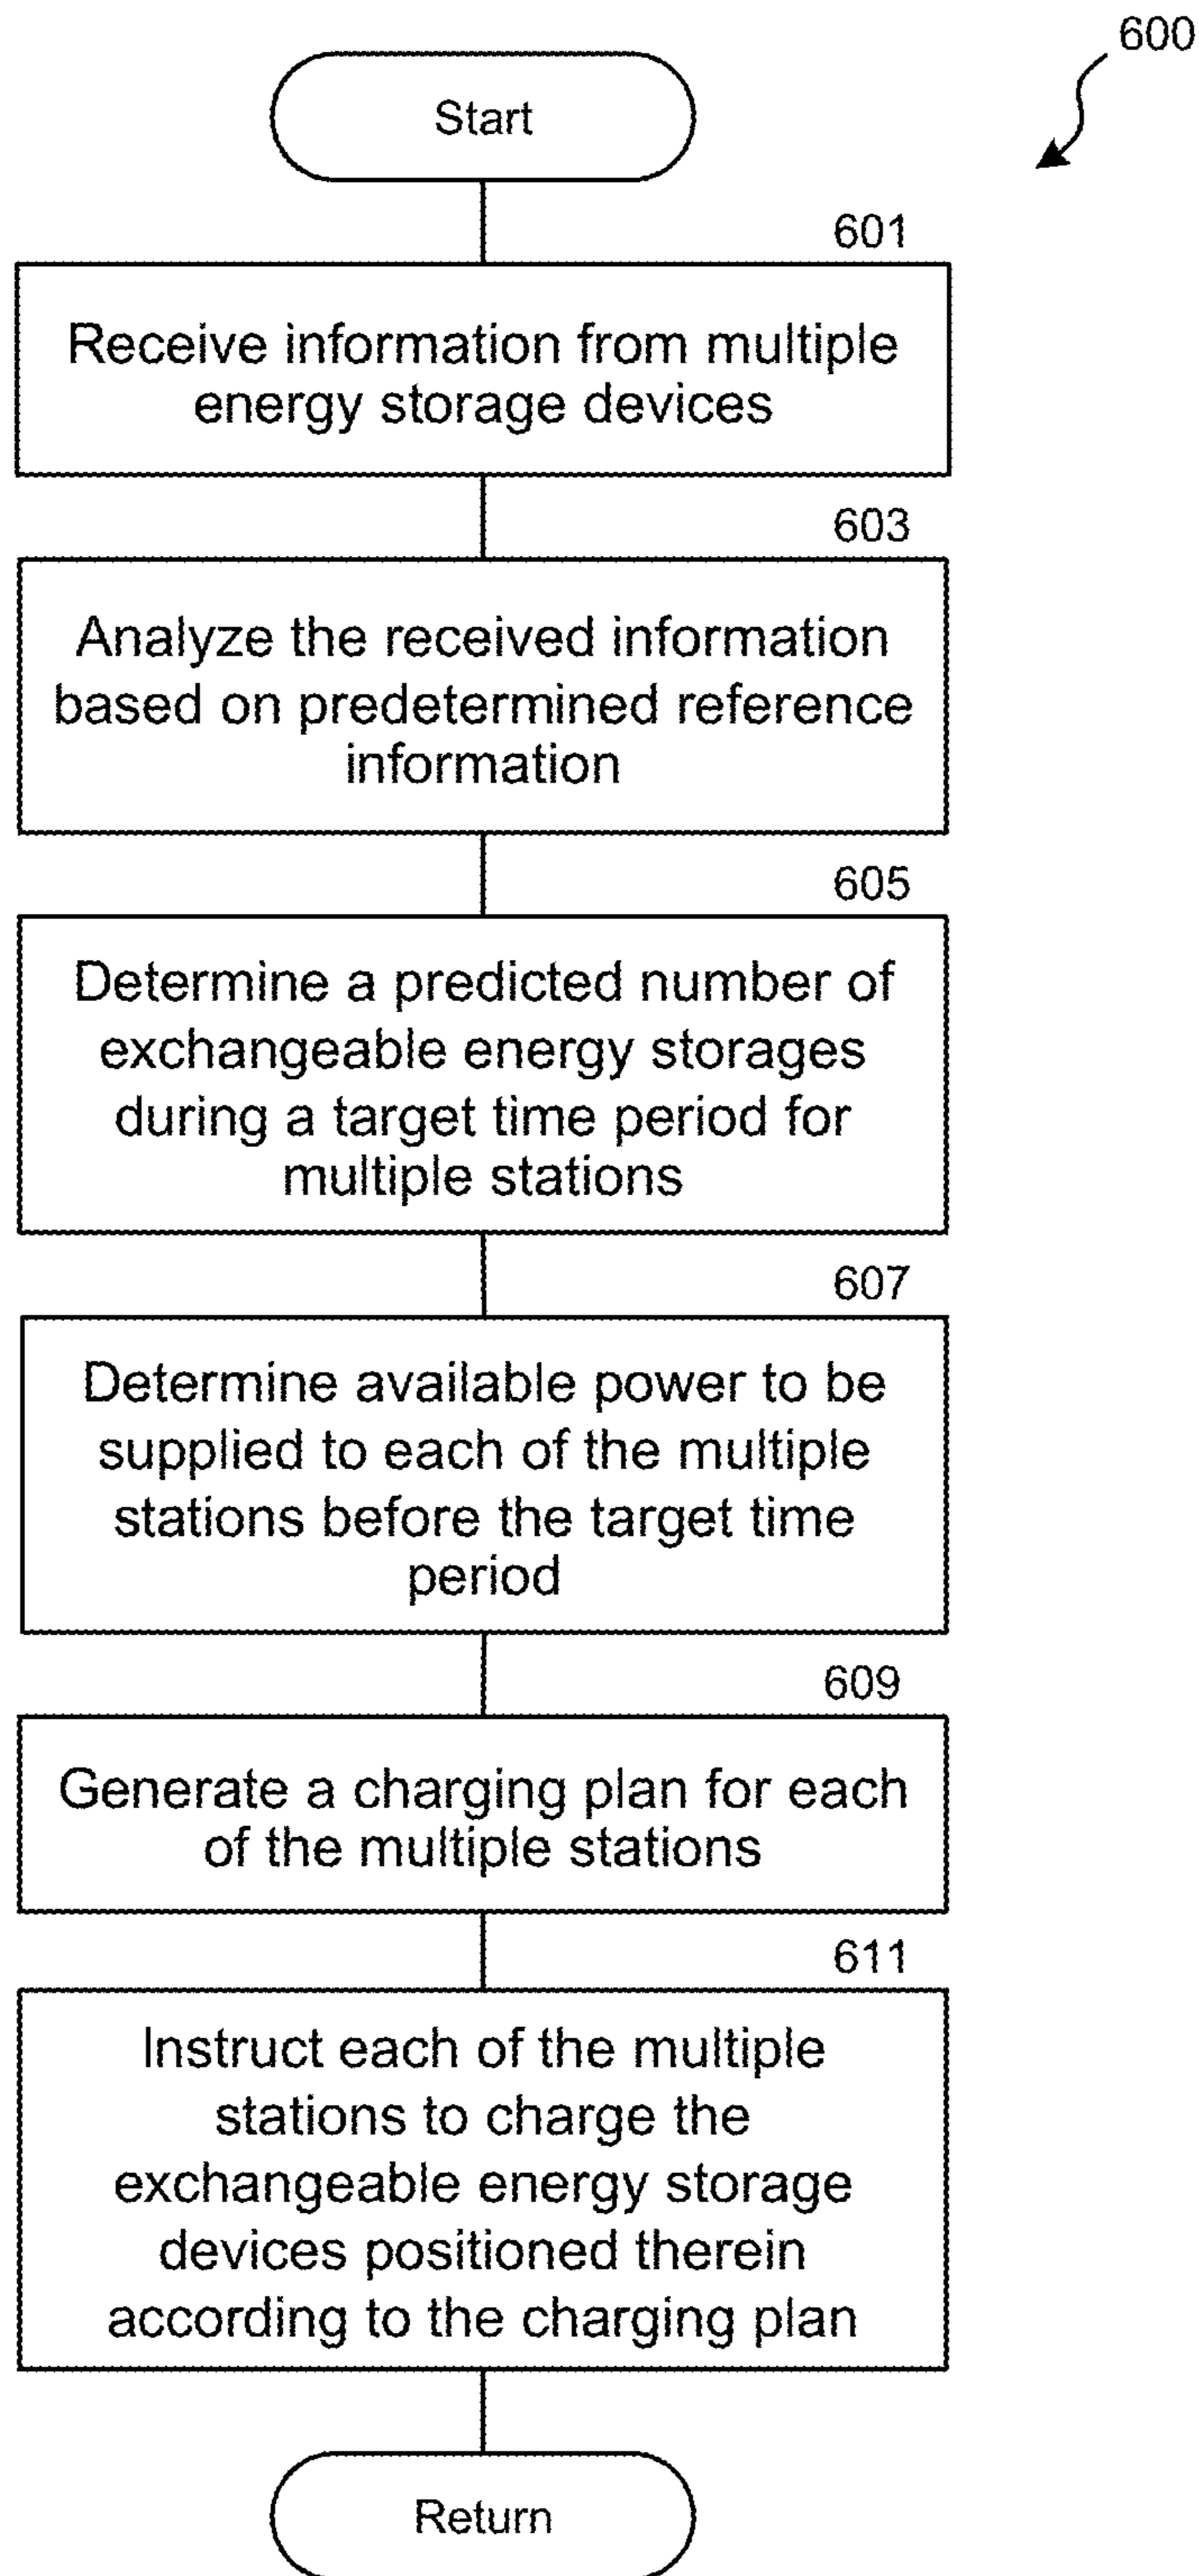 600
Start
601
Receive information from multiple
energy storage devices
603
Analyze the received information
based on predetermined reference
information
605
Determine a predicted number of
exchangeable energy storages
during a target time period for
multiple stations
607
Determine available power to be
supplied to each of the multiple
stations before the target time
period
609
Generate a charging plan for each
of the multiple stations
611
Instruct each of the multiple
stations to charge the
exchangeable energy storage
devices positioned therein
according to the charging plan
Return